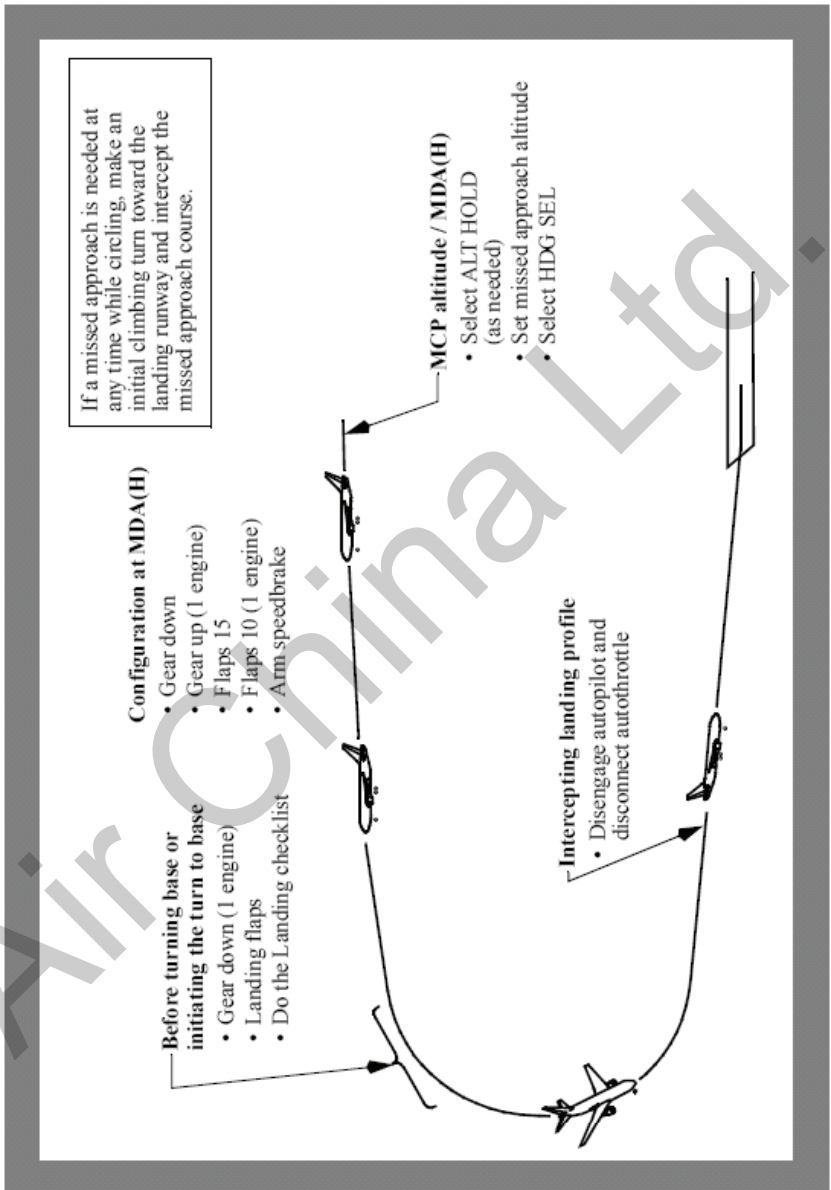 If a missed approach is needed at
any time while circling, make an
initial climbing turn toward the
landing runway and intercept the
missed approach course.
MCP altitude / MDA(H)
• Select ALT HOLD
(as needed)
• Set missed approach altitude
• Select HDG SEL
Configuration at MDA(H)
• Gear down
• Gear up (1 engine)
• Flaps 15
• Flaps 10 (1 engine)
• Arm speedbrake
Before turning base or
initiating the turn to base
• Gear down (1 engine)
• Landing flaps
• Do the Landing checklist
Intercepting landing profile
• Disengage autopilot and
disconnect autothrottle
Air China Ltd.